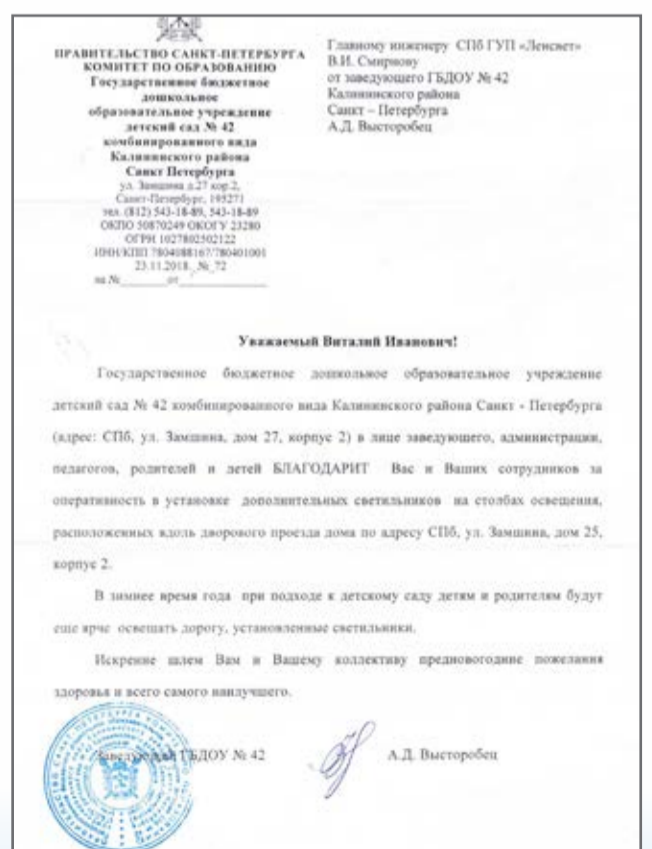 ПРАВИТЕЛЬСТВО САНКТ-ПЕТЕРБУРГА
КОМИТЕТ ПО ОБРАЗОВАНИЮ
Государственное бюджетное
дошкольное
образовательное учреждение
детский сад № 42
комбинированного вида
Калининского района
Санкт Петербурга
ул. Замшина д.27 кор.2,
Санкт-Петербург, 195271
тел. (812) 543-18-89, 543-18-89
ОКПО 50870249 ОКОГУ 23280
ОГРН 1027802502122
ИНН/КПП 7804088167/780401001
23.11.2018. № 72
на № от
Главному инженеру СПб ГУП «Ленсвет»
В.И. Смирнову
от заведующего ГБДОУ № 42
Калининского района
Санкт – Петербурга
А.Д. Высторобец
Уважаемый Виталий Иванович!
Государственное бюджетное дошкольное образовательное учреждение
детский сад № 42 комбинированного вида Калининского района Санкт - Петербурга
(адрес: СПб, ул. Замшина, дом 27, корпус 2) в лице заведующего, администрации,
педагогов, родителей и детей БЛАГОДАРИТ Вас и Ваших сотрудников за
оперативность в установке дополнительных светильников на столбах освещения,
расположенных вдоль дворового проезда дома по адресу СПб, ул. Замшина, дом 25,
корпус 2.
В зимнее время года при подходе к детскому саду детям и родителям будут
еще ярче освещать дорогу, установленные светильники.
Искренне шлем Вам и Вашему коллективу предновогодние пожелания
здоровья и всего самого наилучшего.
Заведующий ГБДОУ № 42
А.Д. Высторобец